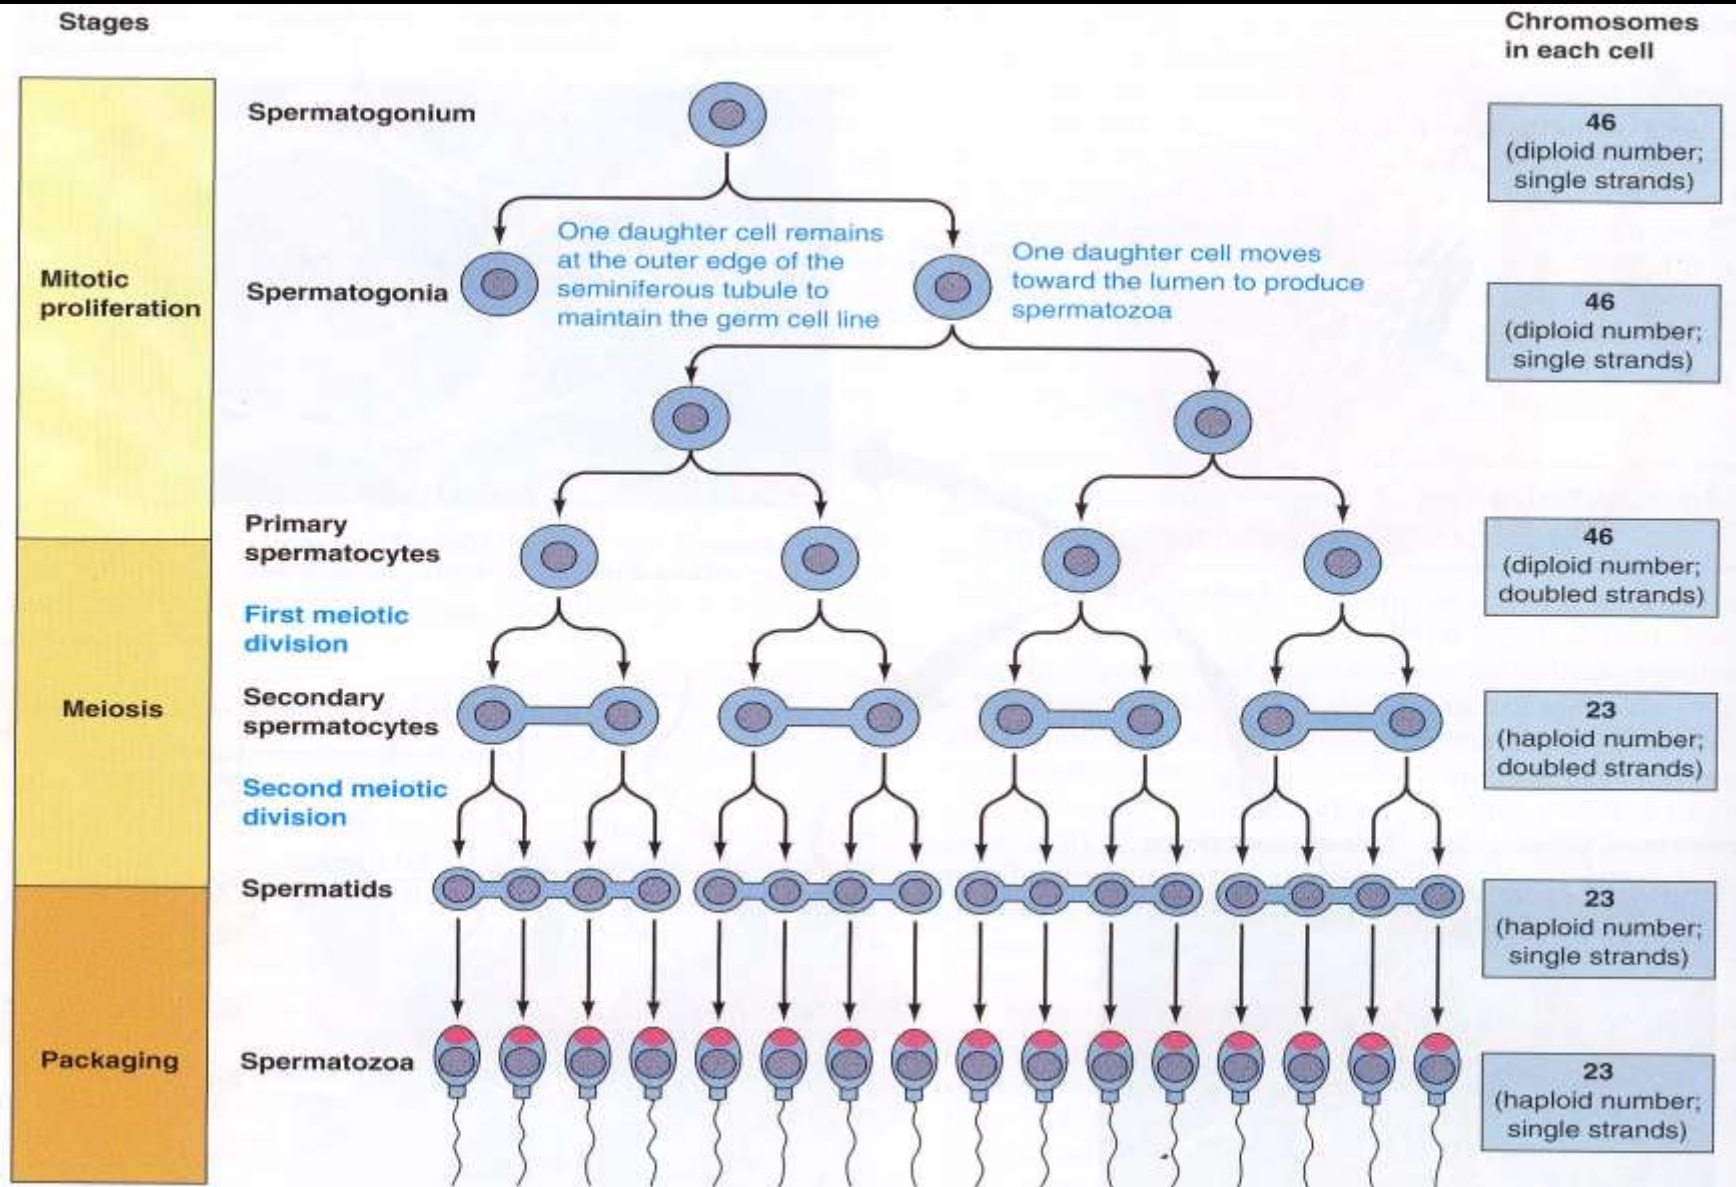 Stages
Chromosomes
in each cell
Spermatogonium
46
(diploid number;
single strands)
Mitotic
proliferation
Spermatogonia
One daughter cell remains
at the outer edge of the
seminiferous tubule to
maintain the germ cell line
One daughter cell moves
toward the lumen to produce
spermatozoa
46
(diploid number;
single strands)
Primary
spermatocytes
46
(diploid number;
doubled strands)
First meiotic
division
Meiosis
Secondary
spermatocytes
23
(haploid number;
doubled strands)
Second meiotic
division
Spermatids
23
(haploid number;
single strands)
Packaging
Spermatozoa
23
(haploid number;
single strands)